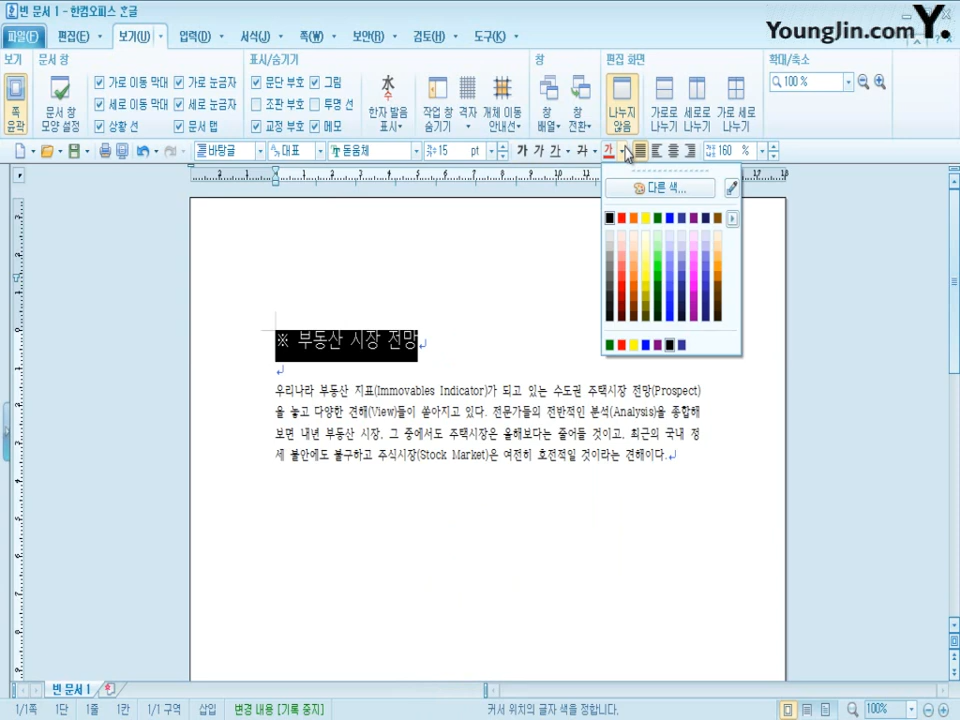 빈 문서 1 - 한컴오피스 흔글
YoungJin.com Y.
파일(F) 편집(E) 보기(U) 입력(D) 서식(J) 쪽(W) 보안(B) 검토(H) 도구(K)
보기 문서 창 표시/숨기기 창 편집 화면 확대/축소
쪽 윤곽
문서 창 모양 설정
가로 이동 막대 가로 눈금자
세로 이동 막대 세로 눈금자
상황 선 문서 탭
문단 부호 그림
조판 부호 투명 선
교정 부호 메모
한자 발음 표시
작업 창 숨기기
격자
개체 이동 안내선
창 배열
창 전환
나누지 않음
가로로 나누기
세로로 나누기
가로 세로 나누기
100 %
바탕글 대표 돋움체 15 pt 가 가 가 가 가 160 %
다른 색...
※ 부동산 시장 전망
우리나라 부동산 지표(Immovables Indicator)가 되고 있는 수도권 주택시장 전망(Prospect)
을 놓고 다양한 견해(View)들이 쏟아지고 있다. 전문가들의 전반적인 분석(Analysis)을 종합해
보면 내년 부동산 시장, 그 중에서도 주택시장은 올해보다는 줄어들 것이고, 최근의 국내 정
세 불안에도 불구하고 주식시장(Stock Market)은 여전히 호전적일 것이라는 견해이다.
빈 문서 1
1/1쪽 1단 1줄 1칸 1/1 구역 삽입 변경 내용 [기록 중지] 커서 위치의 글자 색을 정합니다. 100%